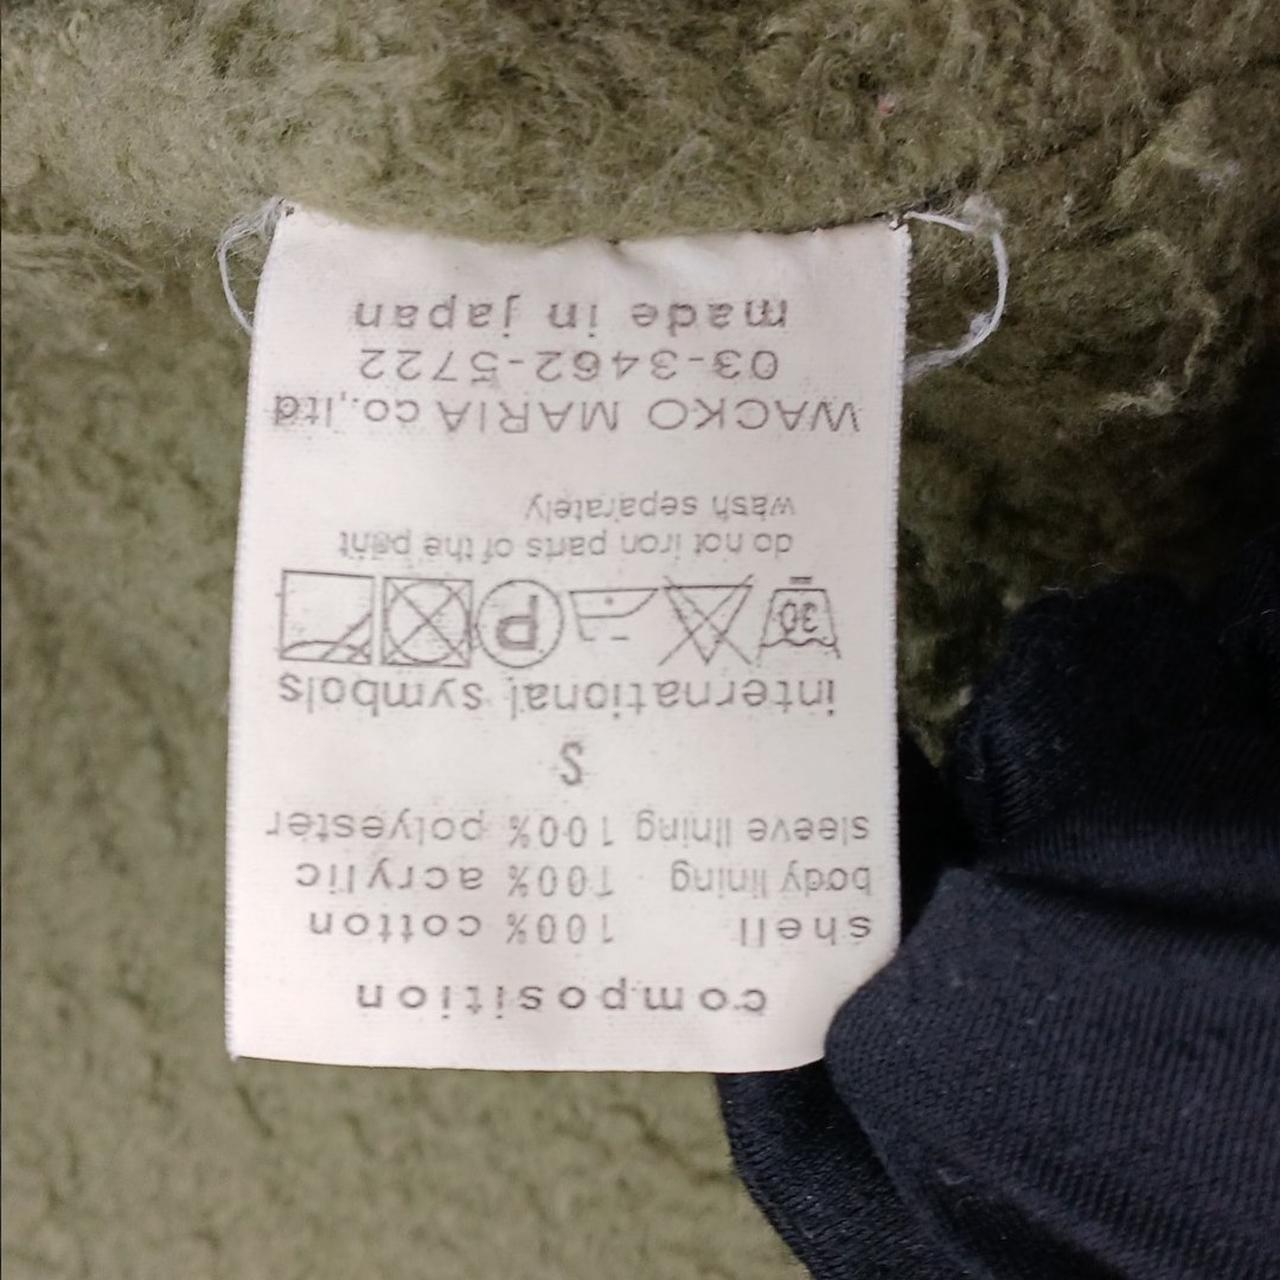 composition
shell 100% cotton
body lining 100% acrylic
sleeve lining 100% polyester
S
international symbols
30 P
do not iron parts of the paint
wash separately
WACKO MARIA co.,ltd
03-3462-5722
made in japan